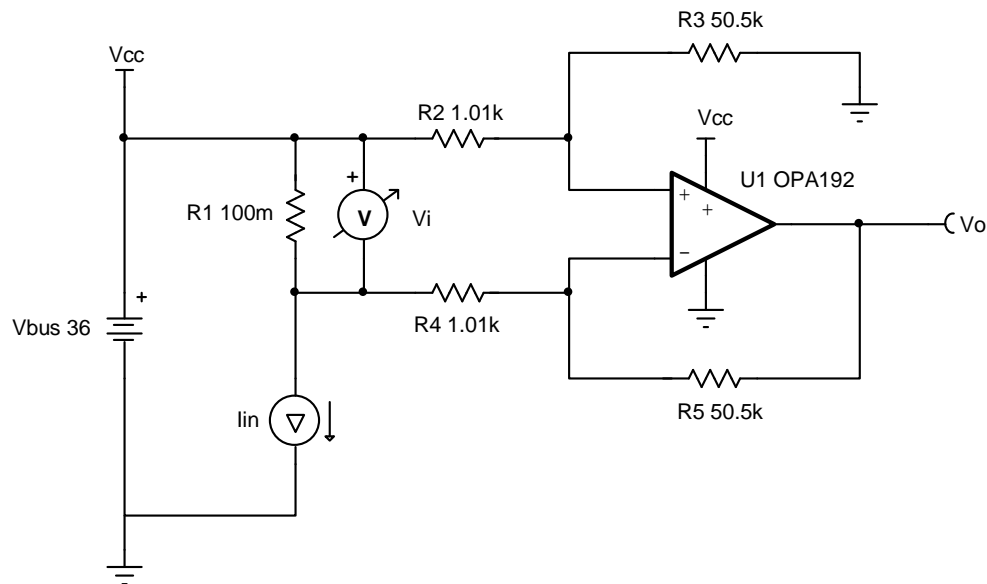 R3 50.5k
Vcc
R2 1.01k
Vcc
U1 OPA192
+
R1 100m
V
Vi
+
+
−
Vo
+
Vbus 36
R4 1.01k
R5 50.5k
Iin